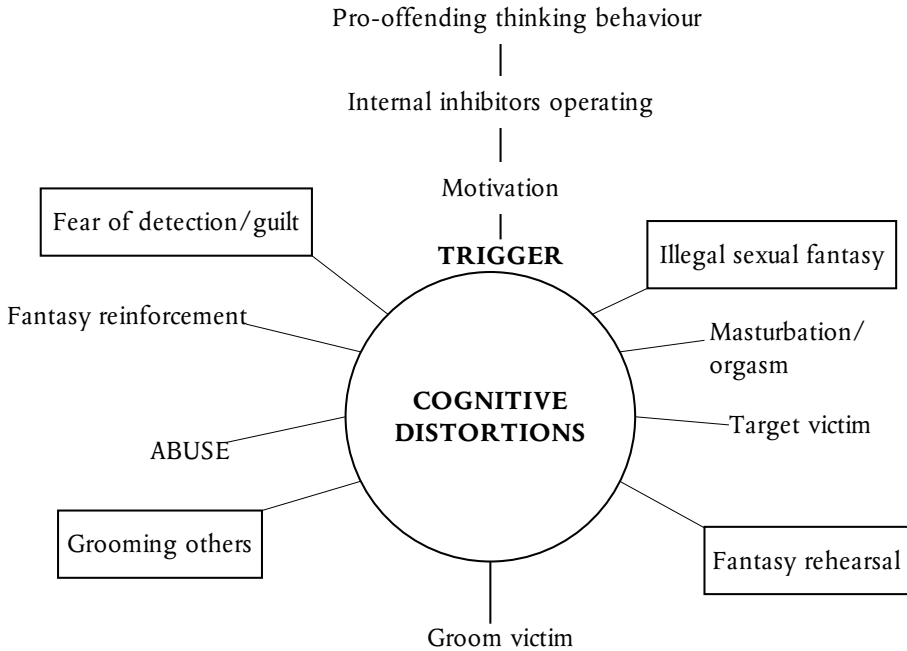 Pro-offending thinking behaviour
Internal inhibitors operating
Motivation
TRIGGER
Fear of detection/guilt
Illegal sexual fantasy
Fantasy reinforcement
Masturbation/
orgasm
COGNITIVE
DISTORTIONS
Target victim
ABUSE
Grooming others
Fantasy rehearsal
Groom victim